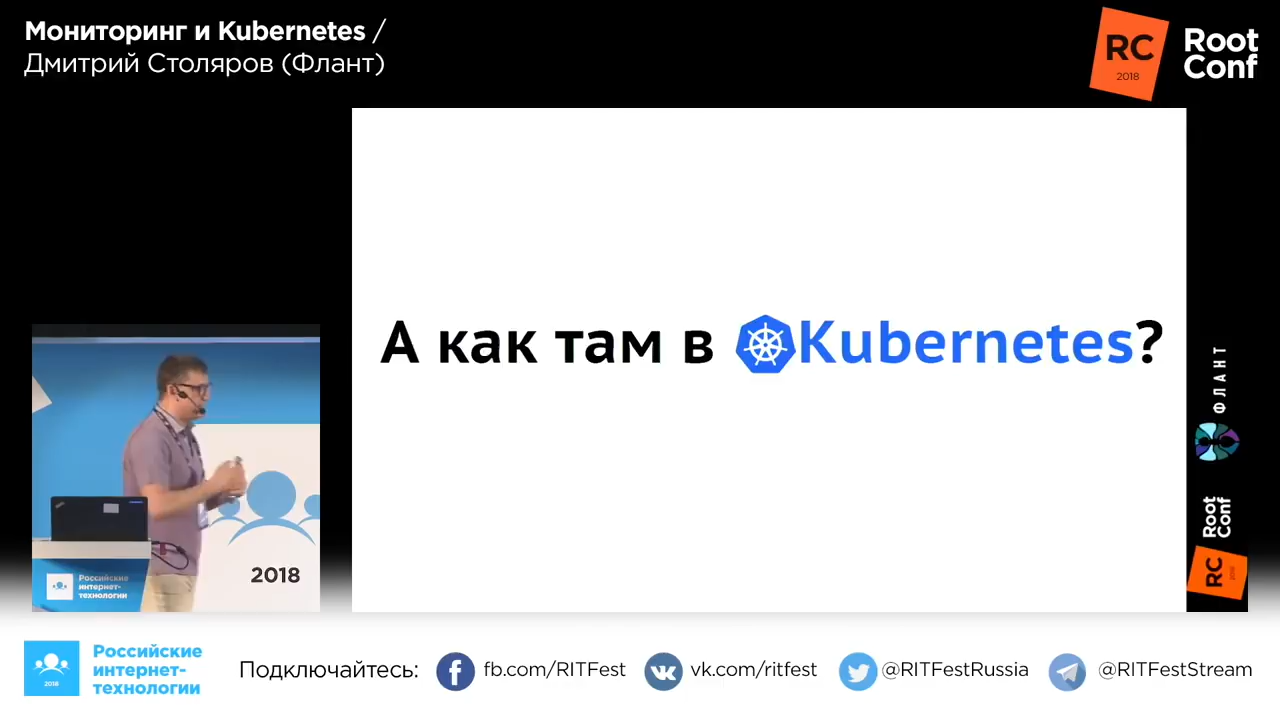 Мониторинг и Kubernetes /
Дмитрий Столяров (Флант)
RC
2018
Root
Conf
А как там в Kubernetes?
ФЛАНТ
Root
Conf
RC
2018
2018
Российские
интернет-
технологии
2018
Российские
интернет-
технологии
Подключайтесь:
fb.com/RITFest
vk.com/ritfest
@RITFestRussia
@RITFestStream